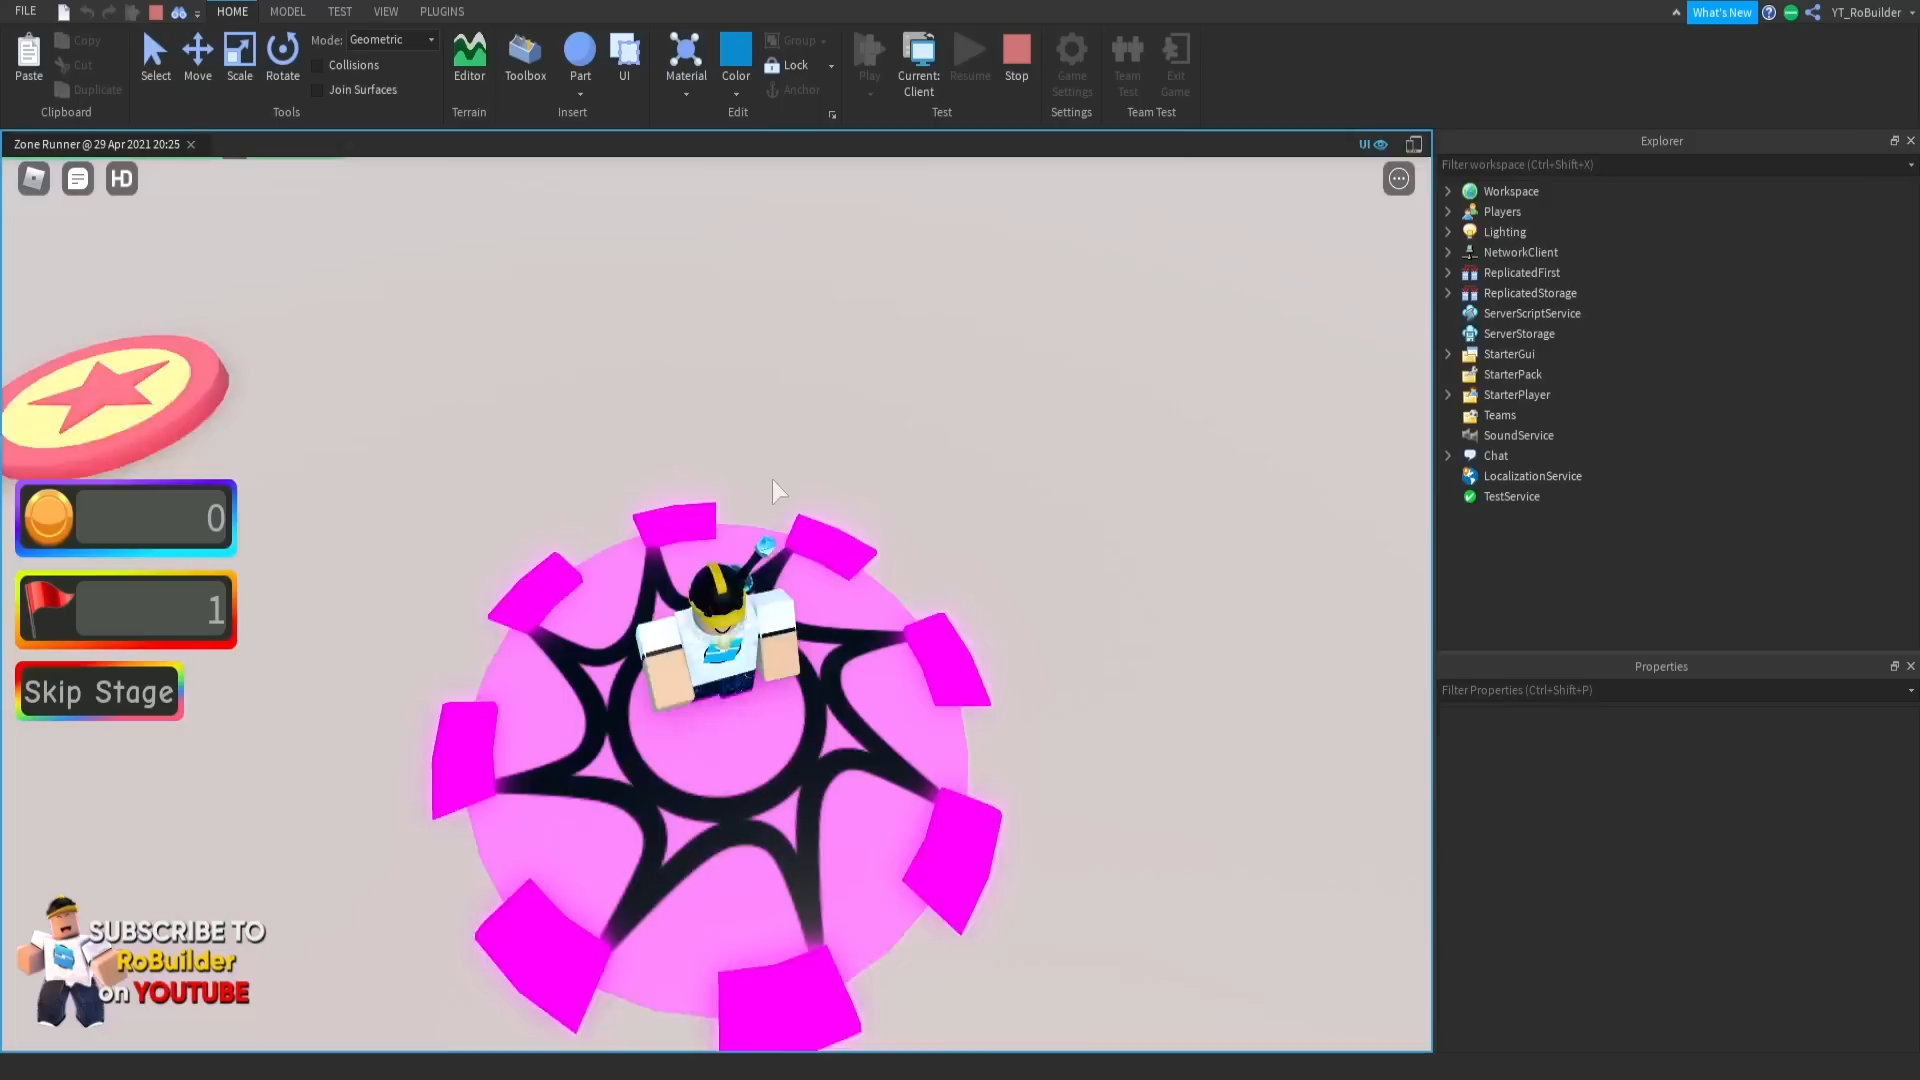 FILE HOME MODEL TEST VIEW PLUGINS What's New YT_RoBuilder
Paste Copy Cut Duplicate Select Move Scale Rotate Mode: Geometric Collisions Join Surfaces Editor Toolbox Part UI Material Color Group Lock Anchor Play Current: Client Resume Stop Game Settings Team Test Exit Game
Clipboard Tools Terrain Insert Edit Test Settings Team Test
Zone Runner @ 29 Apr 2021 20:25 UI Explorer
Filter workspace (Ctrl+Shift+X)
HD
Workspace
Players
Lighting
NetworkClient
ReplicatedFirst
ReplicatedStorage
ServerScriptService
ServerStorage
StarterGui
StarterPack
StarterPlayer
Teams
SoundService
Chat
LocalizationService
TestService
0
1
Skip Stage
Properties
Filter Properties (Ctrl+Shift+P)
SUBSCRIBE TO
RoBuilder
on YOUTUBE